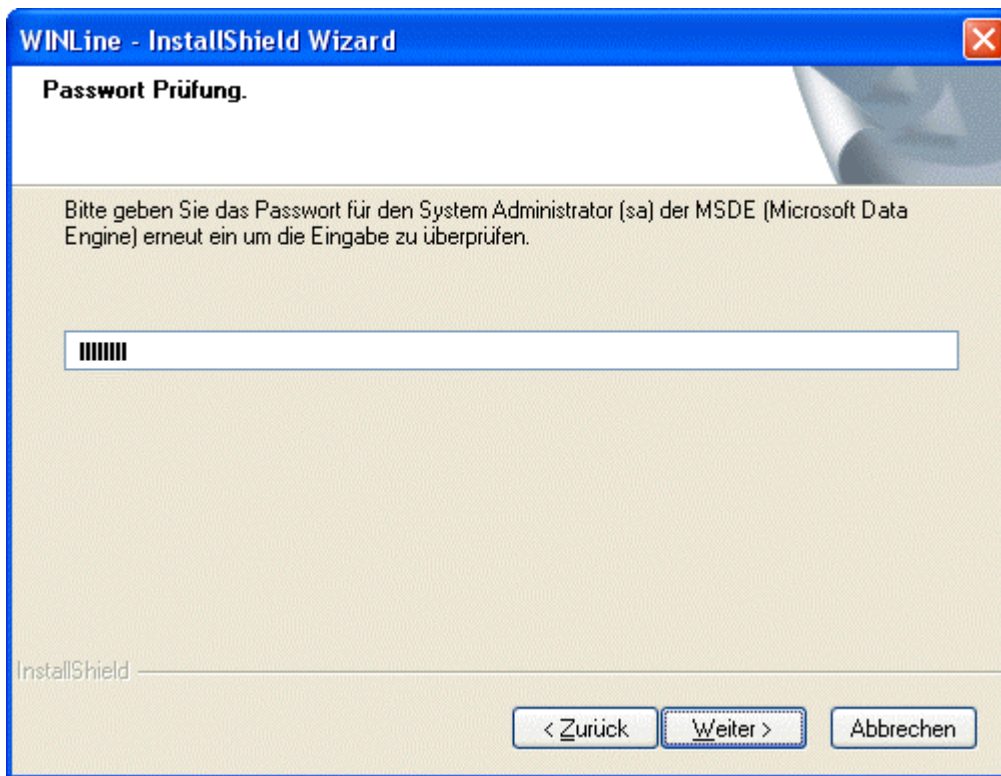 WINLine - InstallShield Wizard
Passwort Prüfung.
Bitte geben Sie das Passwort für den System Administrator (sa) der MSDE (Microsoft Data
Engine) erneut ein um die Eingabe zu überprüfen.
InstallShield
< Zurück
Weiter >
Abbrechen